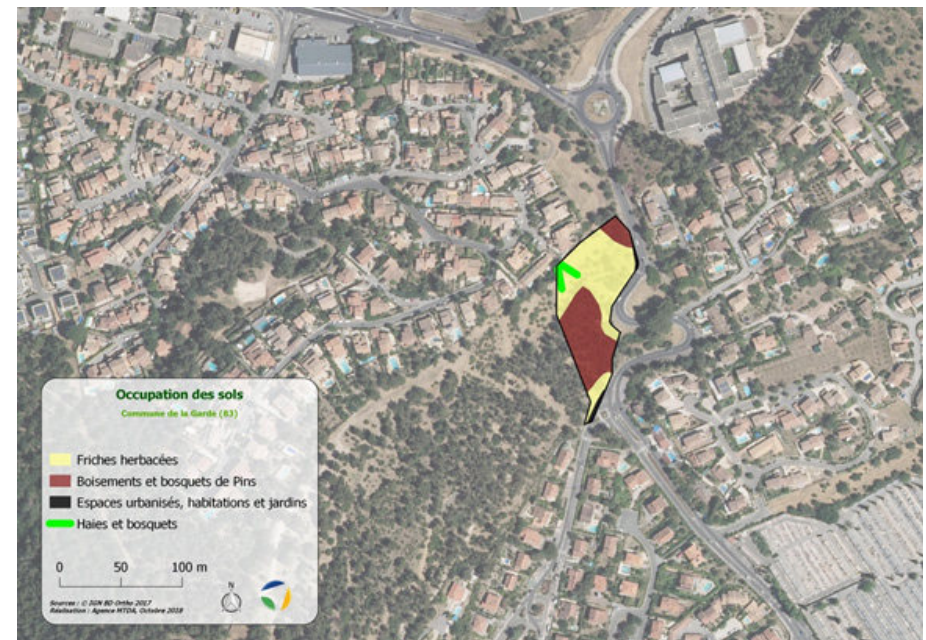 Occupation des sols
Commune de la Garde (83)
Friches herbacées
Boisements et bosquets de Pins
Espaces urbanisés, habitations et jardins
Haies et bosquets
0 50 100 m
N
Sources : © IGN BD Ortho 2017
Réalisation : Agence MTDA, Octobre 2018